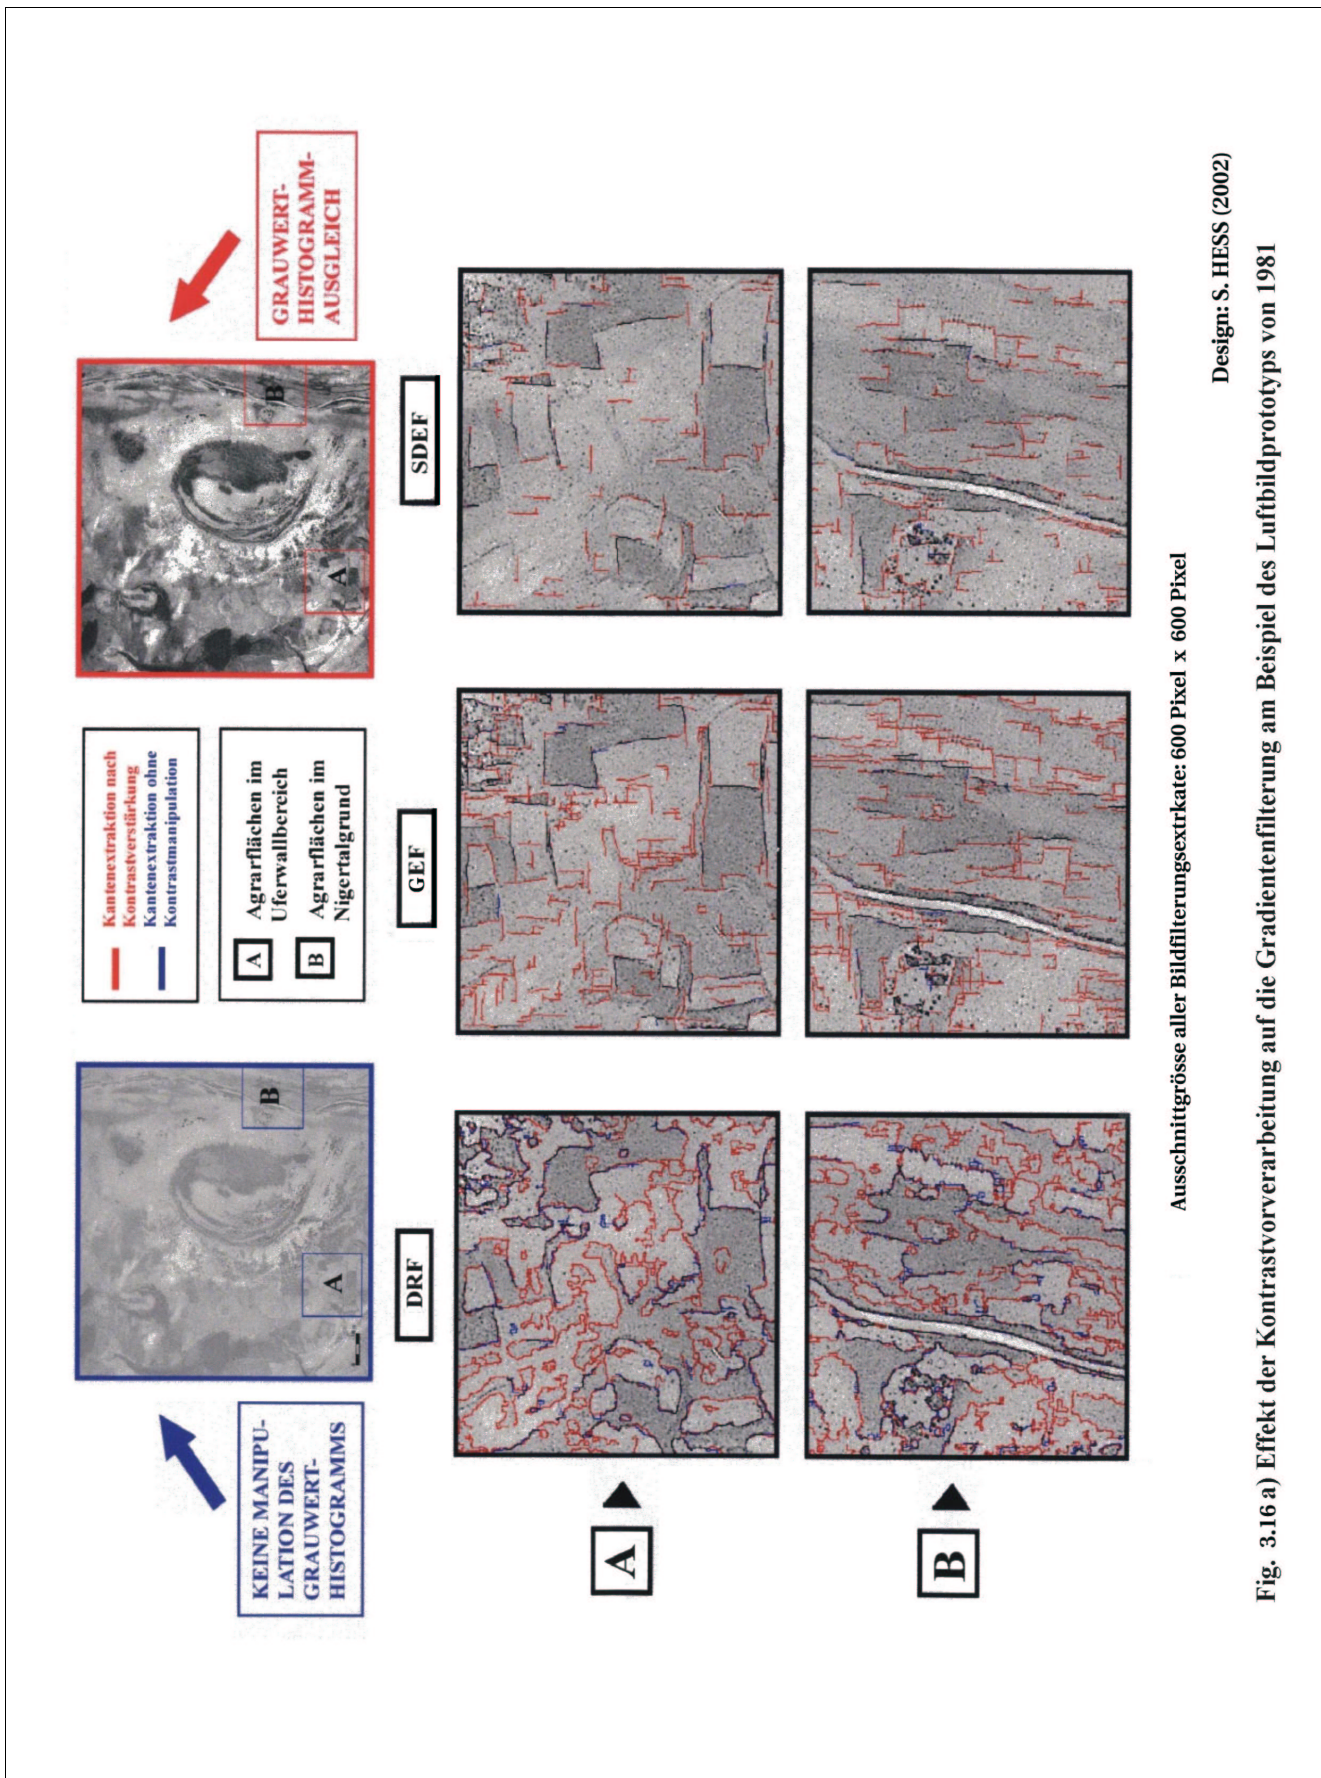 KEINE MANIPU-
LATION DES
GRAUWERT-
HISTOGRAMMS
A
B
Kantenextraktion nach
Kontrastverstärkung
Kantenextraktion ohne
Kontrastmanipulation
A
Agrarflächen im
Uferwallbereich
B
Agrarflächen im
Nigertalgrund
A
B
GRAUWERT-
HISTOGRAMM-
AUSGLEICH
DRF
GEF
SDEF
A
B
Ausschnittgrösse aller Bildfilterungsextrkate: 600 Pixel x 600 Pixel
Design: S. HESS (2002)
Fig. 3.16 a) Effekt der Kontrastvorverarbeitung auf die Gradientenfilterung am Beispiel des Luftbildprototyps von 1981